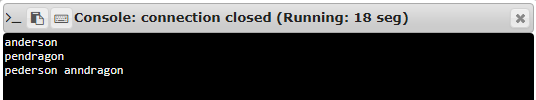 Console: connection closed (Running: 18 seg)
anderson
pendragon
pederson anndragon